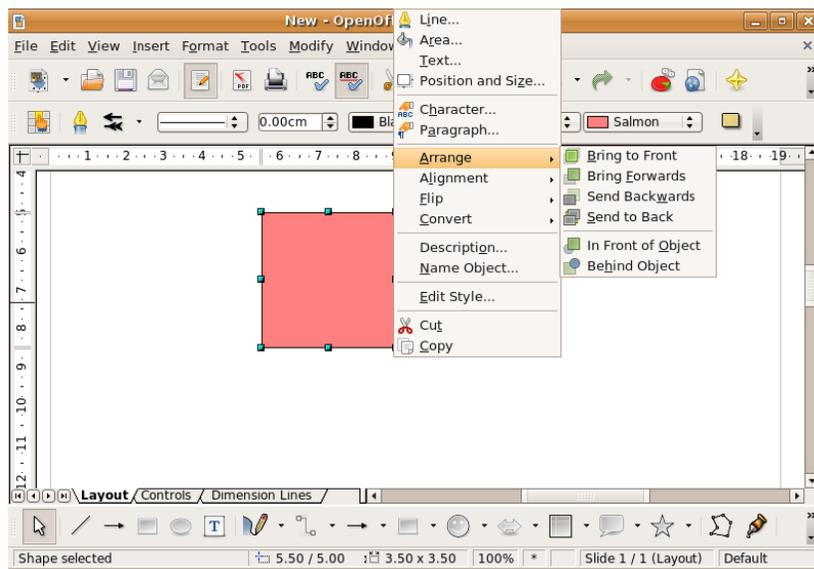 New - OpenOf
File Edit View Insert Format Tools Modify Window
Line...
Area...
Text...
Position and Size...
Character...
Paragraph...
Arrange
Alignment
Flip
Convert
Description...
Name Object...
Edit Style...
Cut
Copy
Bring to Front
Bring Forwards
Send Backwards
Send to Back
In Front of Object
Behind Object
PDF
ABC
ABC
ABC
0.00cm
Salmon
1 2 3 4 5 6 7 8 18 19
4
6
7
8
9
10
11
12
Layout Controls Dimension Lines
T
Shape selected 5.50 / 5.00 3.50 x 3.50 100% * Slide 1 / 1 (Layout) Default